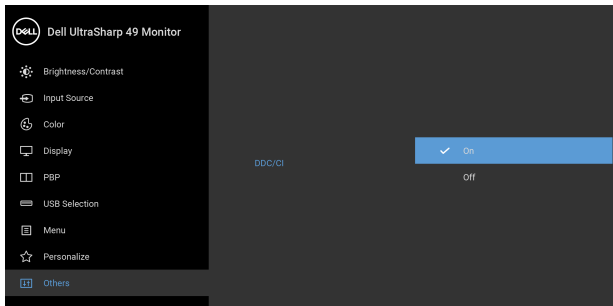 DELL Dell UltraSharp 49 Monitor
Brightness/Contrast
Input Source
Color
Display
PBP
USB Selection
Menu
Personalize
Others
DDC/CI
On
Off